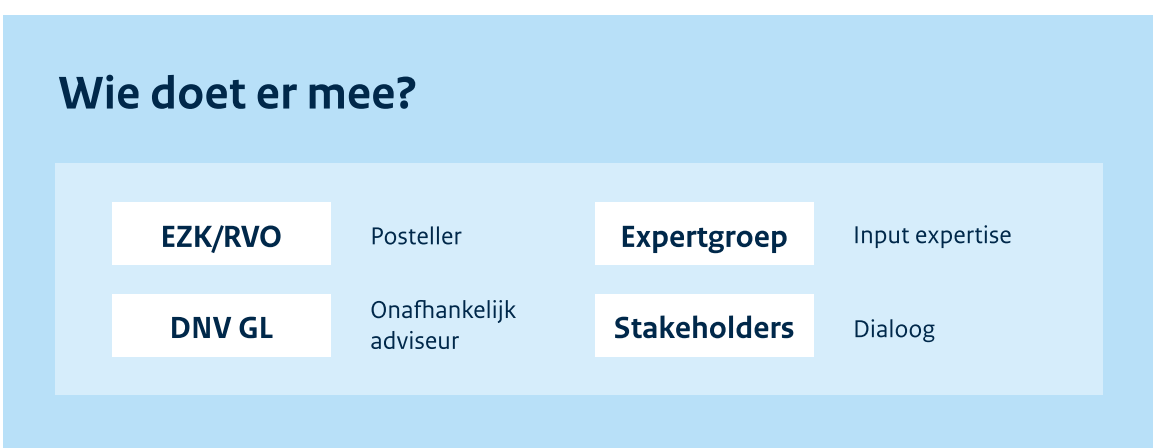 Wie doet er mee?
EZK/RVO
Posteller
DNV GL
Onafhankelijk
adviseur
Expertgroep
Input expertise
Stakeholders
Dialoog